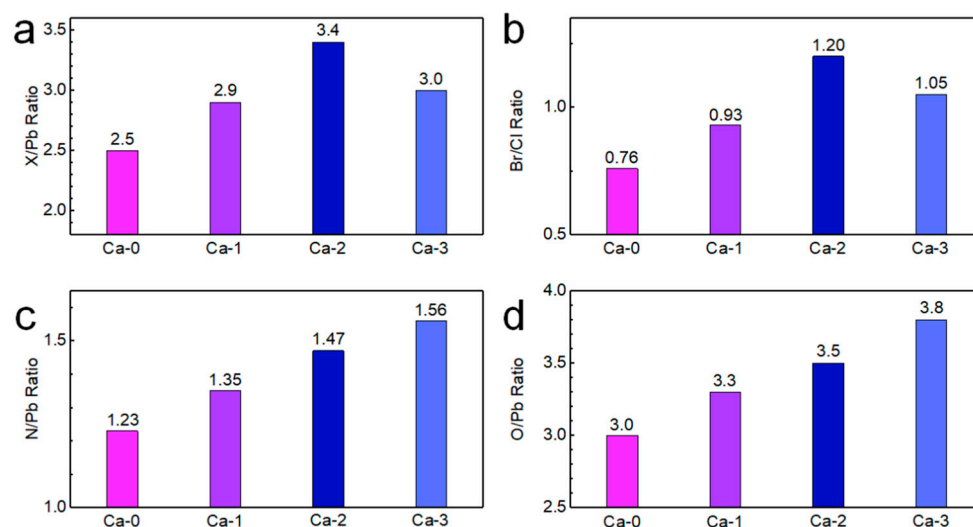 a
X/Pb Ratio
3.5
3.0
2.5
2.0
2.5
2.9
3.4
3.0
Ca-0 Ca-1 Ca-2 Ca-3
b
Br/Cl Ratio
1.0
0.5
0.76
0.93
1.20
1.05
Ca-0 Ca-1 Ca-2 Ca-3
c
N/Pb Ratio
1.5
1.0
1.23
1.35
1.47
1.56
Ca-0 Ca-1 Ca-2 Ca-3
d
O/Pb Ratio
4.0
3.5
3.0
2.5
3.0
3.3
3.5
3.8
Ca-0 Ca-1 Ca-2 Ca-3